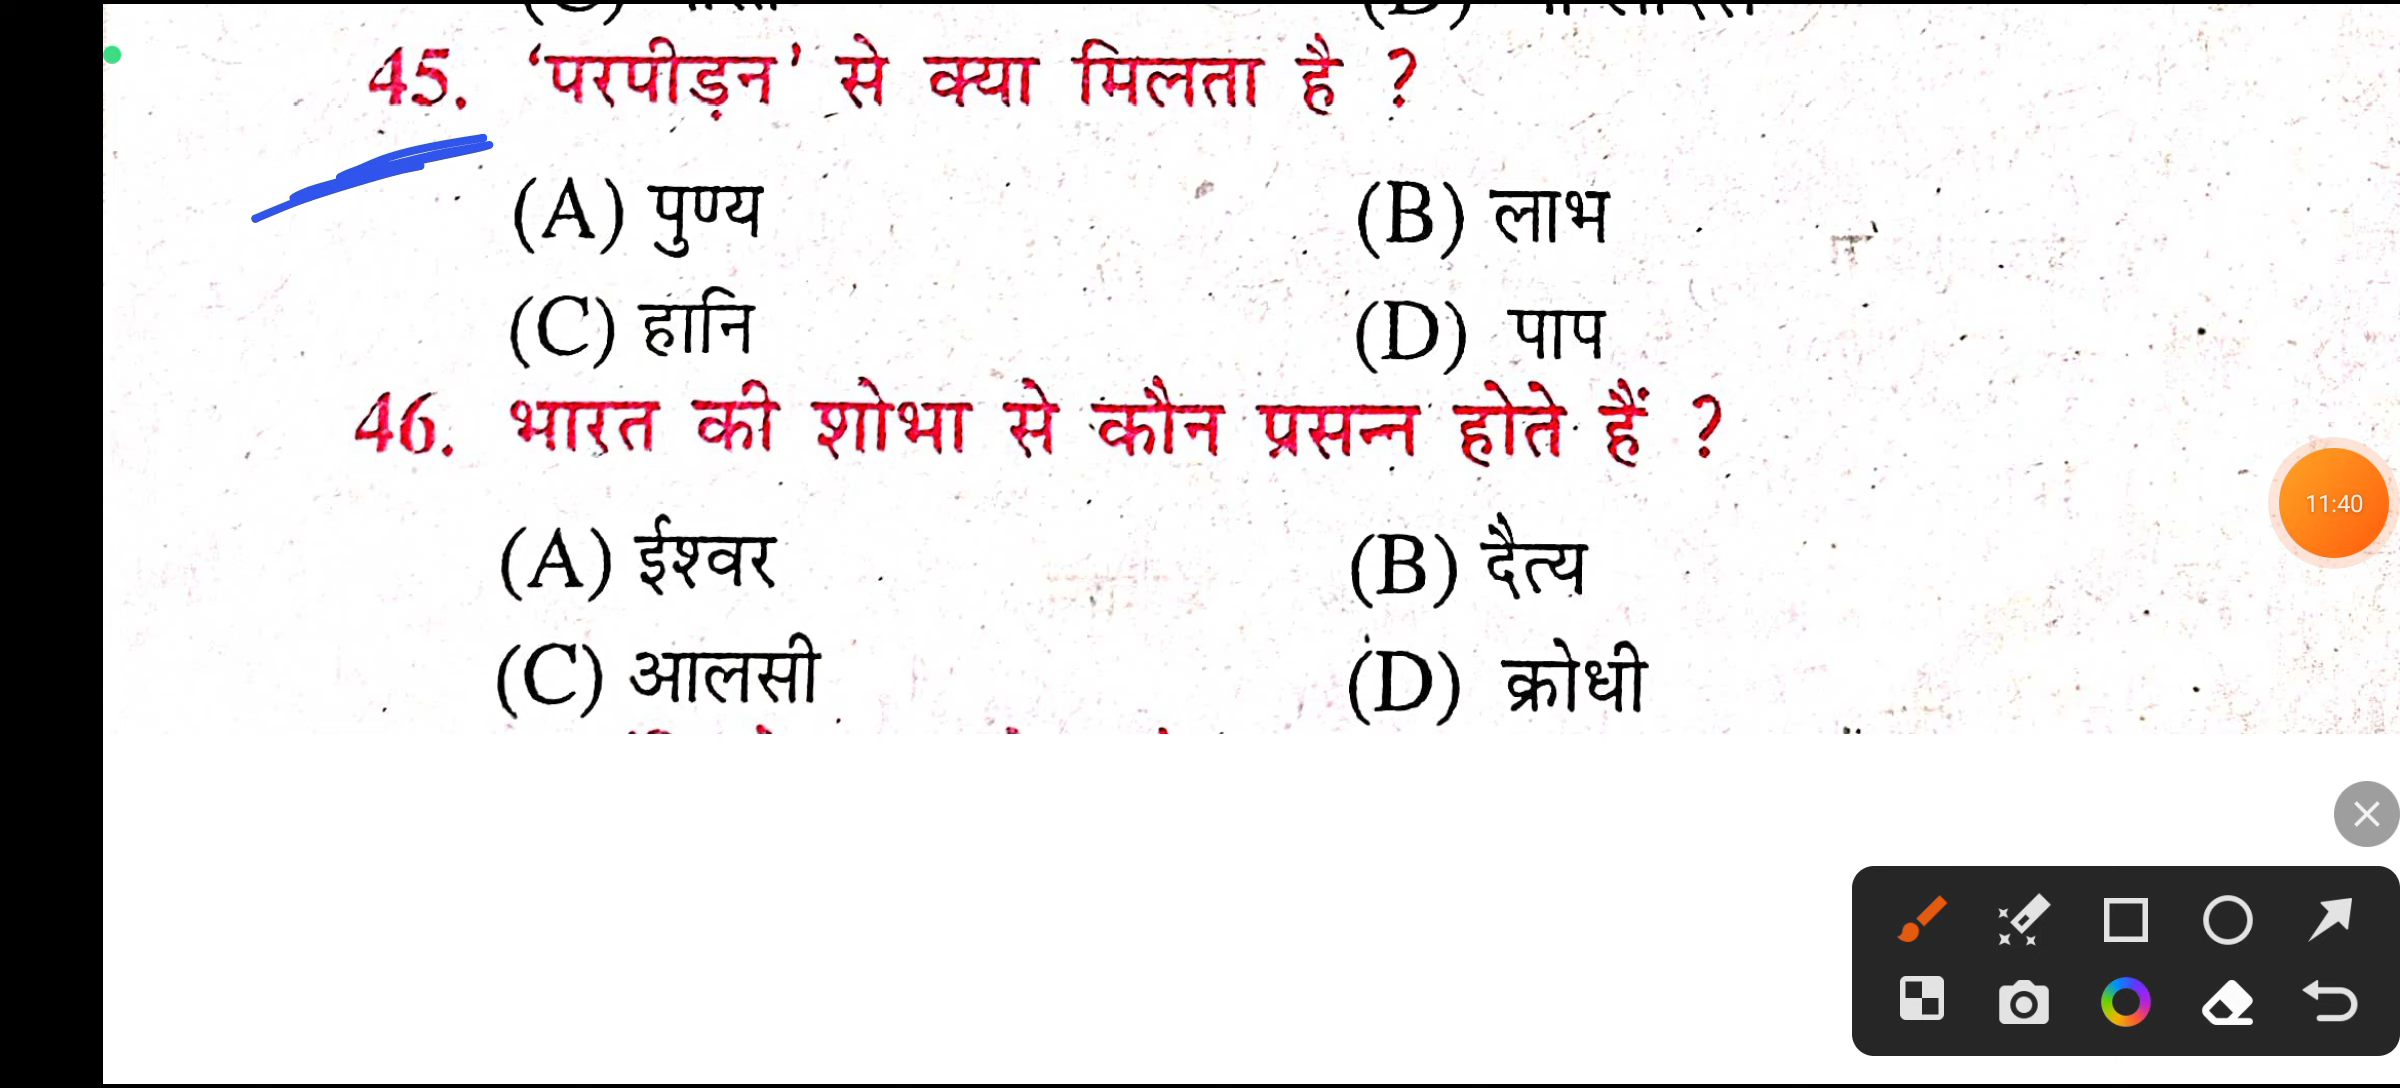 45. ‘परपीड़न’ से क्या मिलता है ?
(A) पुण्य (B) लाभ
(C) हानि (D) पाप
46. भारत की शोभा से कौन प्रसन्न होते हैं ?
(A) ईश्वर (B) दैत्य
11:40
(C) आलसी (D) क्रोधी